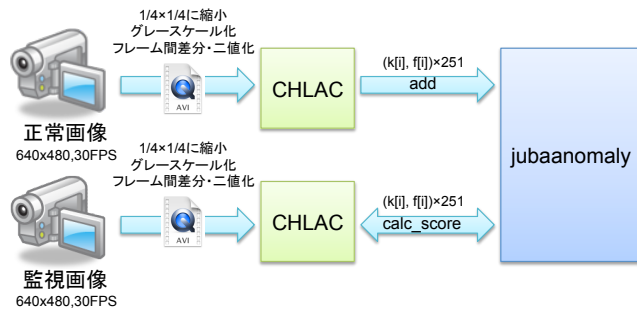 1/4×1/4に縮小
グレースケール化
フレーム間差分・二値化
AVI
CHLAC
(k[i], f[i])×251
add
正常画像
640x480,30FPS
jubaanomaly
1/4×1/4に縮小
グレースケール化
フレーム間差分・二値化
AVI
CHLAC
(k[i], f[i])×251
calc_score
監視画像
640x480,30FPS